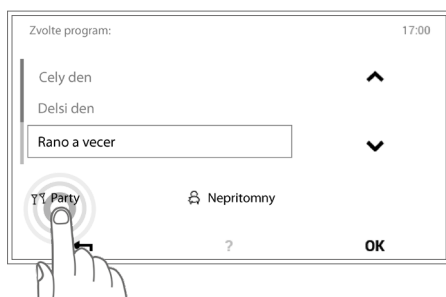 Zvolte program: 17:00
Cely den
Delsi den
Rano a vecer
Party Nepritomny
? OK